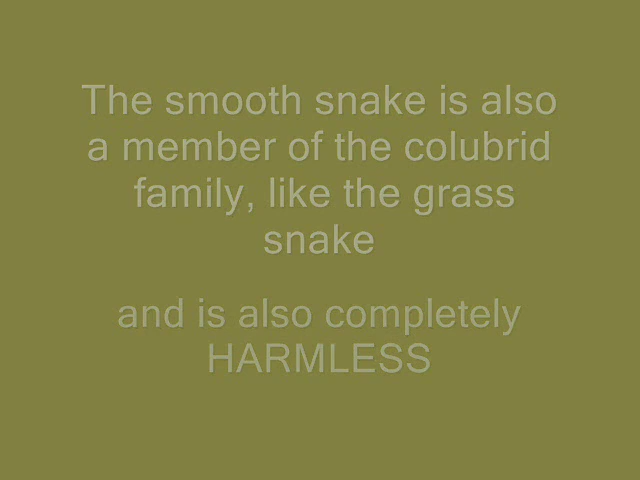 The smooth snake is also
a member of the colubrid
family, like the grass
snake
and is also completely
HARMLESS